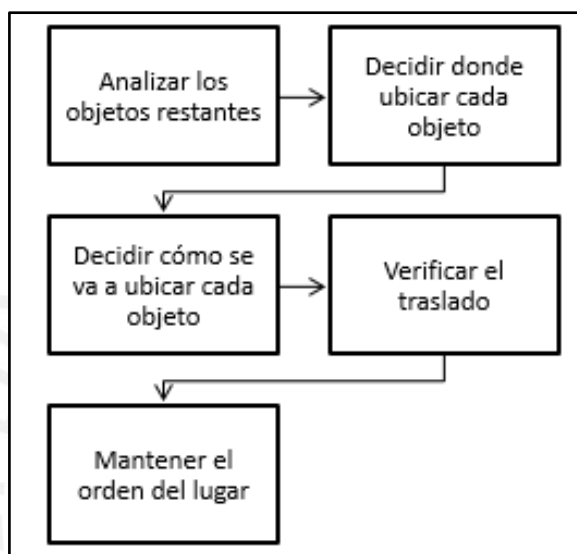 Analizar los
objetos restantes
Decidir donde
ubicar cada
objeto
Decidir cómo se
va a ubicar cada
objeto
Verificar el
traslado
Mantener el
orden del lugar